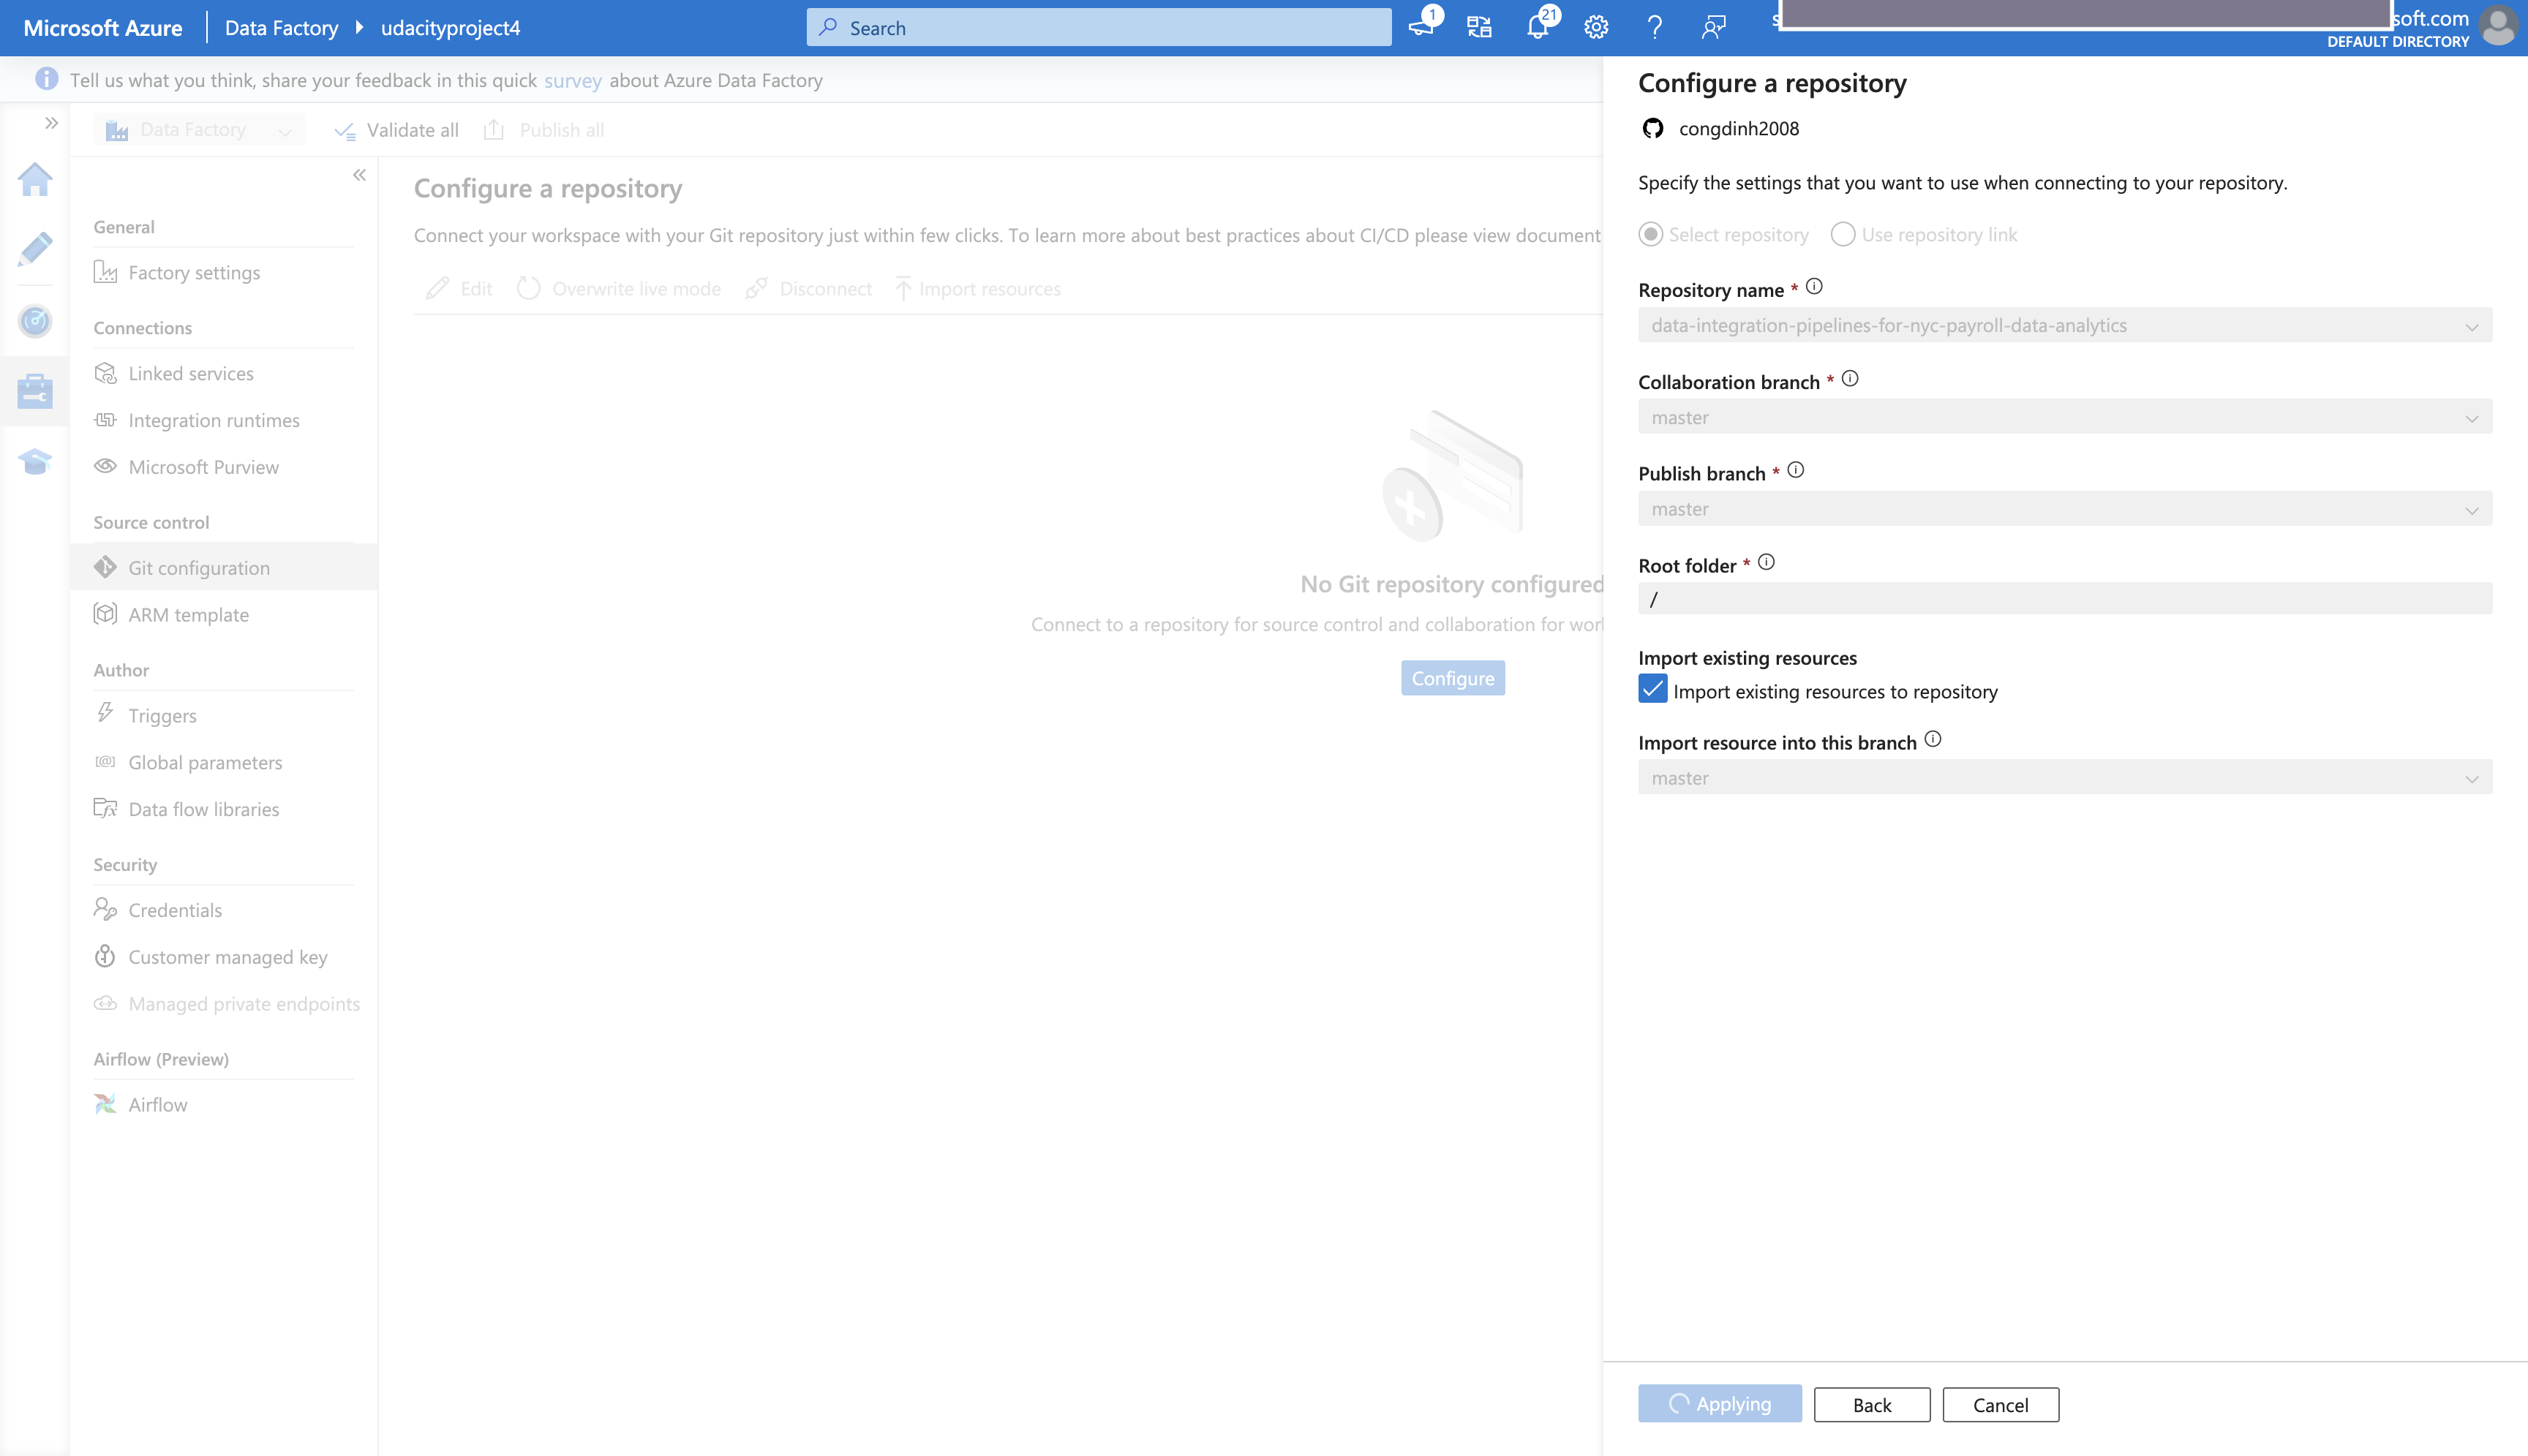 Microsoft Azure
Data Factory
udacityproject4
Search
1
21
soft.com
DEFAULT DIRECTORY
Tell us what you think, share your feedback in this quick survey about Azure Data Factory
Data Factory
Validate all
Publish all
General
Factory settings
Connections
Linked services
Integration runtimes
Microsoft Purview
Source control
Git configuration
ARM template
Author
Triggers
Global parameters
Data flow libraries
Security
Credentials
Customer managed key
Managed private endpoints
Airflow (Preview)
Airflow
Configure a repository
Connect your workspace with your Git repository just within few clicks. To learn more about best practices about CI/CD please view document
Edit
Overwrite live mode
Disconnect
Import resources
No Git repository configured
Connect to a repository for source control and collaboration for wor
Configure
Configure a repository
congdinh2008
Specify the settings that you want to use when connecting to your repository.
Select repository
Use repository link
Repository name *
data-integration-pipelines-for-nyc-payroll-data-analytics
Collaboration branch *
master
Publish branch *
master
Root folder *
/
Import existing resources
Import existing resources to repository
Import resource into this branch
master
Applying
Back
Cancel